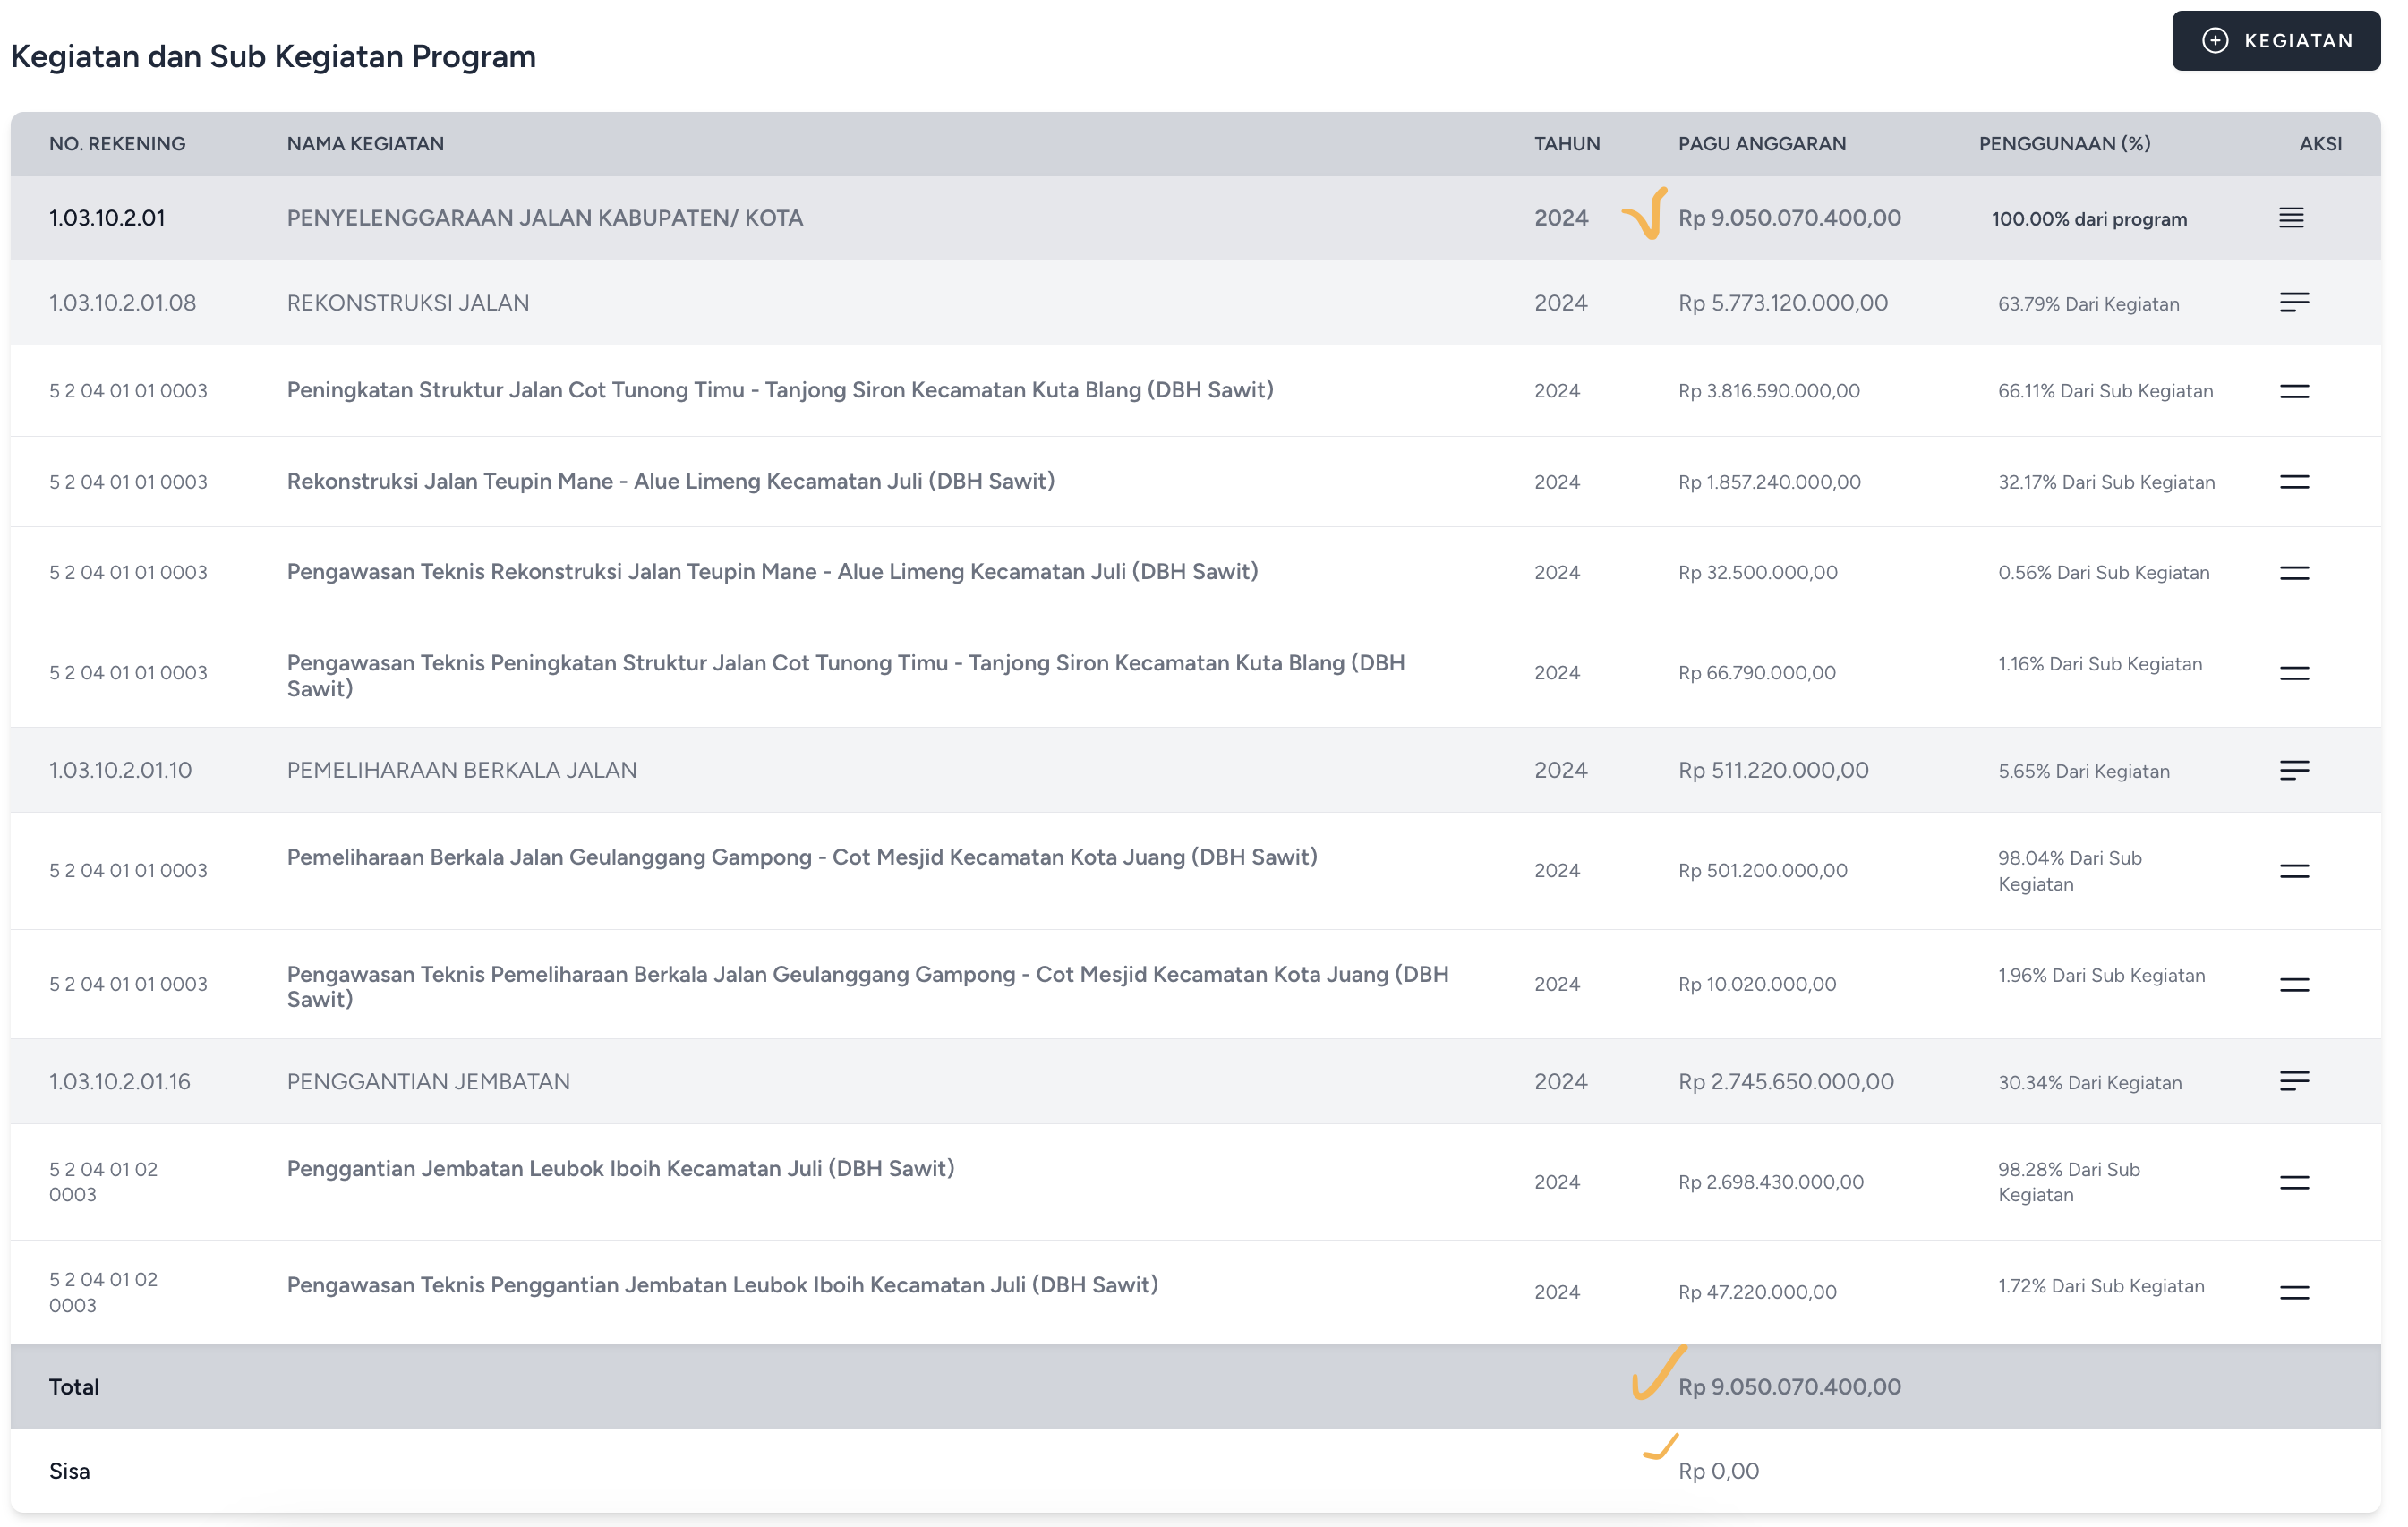 Kegiatan dan Sub Kegiatan Program
KEGIATAN
NO. REKENING NAMA KEGIATAN TAHUN PAGU ANGGARAN PENGGUNAAN (%) AKSI
1.03.10.2.01 PENYELENGGARAAN JALAN KABUPATEN/ KOTA 2024 Rp 9.050.070.400,00 100.00% dari program
1.03.10.2.01.08 REKONSTRUKSI JALAN 2024 Rp 5.773.120.000,00 63.79% Dari Kegiatan
5 2 04 01 01 0003 Peningkatan Struktur Jalan Cot Tunong Timu - Tanjong Siron Kecamatan Kuta Blang (DBH Sawit) 2024 Rp 3.816.590.000,00 66.11% Dari Sub Kegiatan
5 2 04 01 01 0003 Rekonstruksi Jalan Teupin Mane - Alue Limeng Kecamatan Juli (DBH Sawit) 2024 Rp 1.857.240.000,00 32.17% Dari Sub Kegiatan
5 2 04 01 01 0003 Pengawasan Teknis Rekonstruksi Jalan Teupin Mane - Alue Limeng Kecamatan Juli (DBH Sawit) 2024 Rp 32.500.000,00 0.56% Dari Sub Kegiatan
5 2 04 01 01 0003 Pengawasan Teknis Peningkatan Struktur Jalan Cot Tunong Timu - Tanjong Siron Kecamatan Kuta Blang (DBH
Sawit) 2024 Rp 66.790.000,00 1.16% Dari Sub Kegiatan
1.03.10.2.01.10 PEMELIHARAAN BERKALA JALAN 2024 Rp 511.220.000,00 5.65% Dari Kegiatan
5 2 04 01 01 0003 Pemeliharaan Berkala Jalan Geulanggang Gampong - Cot Mesjid Kecamatan Kota Juang (DBH Sawit) 2024 Rp 501.200.000,00 98.04% Dari Sub
Kegiatan
5 2 04 01 01 0003 Pengawasan Teknis Pemeliharaan Berkala Jalan Geulanggang Gampong - Cot Mesjid Kecamatan Kota Juang (DBH
Sawit) 2024 Rp 10.020.000,00 1.96% Dari Sub Kegiatan
1.03.10.2.01.16 PENGGANTIAN JEMBATAN 2024 Rp 2.745.650.000,00 30.34% Dari Kegiatan
5 2 04 01 02
0003 Penggantian Jembatan Leubok Iboih Kecamatan Juli (DBH Sawit) 2024 Rp 2.698.430.000,00 98.28% Dari Sub
Kegiatan
5 2 04 01 02
0003 Pengawasan Teknis Penggantian Jembatan Leubok Iboih Kecamatan Juli (DBH Sawit) 2024 Rp 47.220.000,00 1.72% Dari Sub Kegiatan
Total Rp 9.050.070.400,00
Sisa Rp 0,00